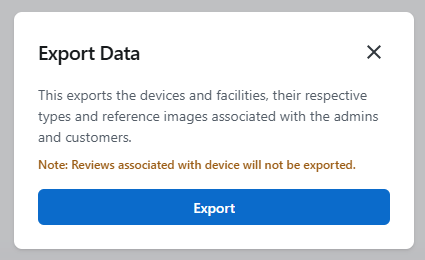 Export Data
This exports the devices and facilities, their respective
types and reference images associated with the admins
and customers.
Note: Reviews associated with device will not be exported.
Export